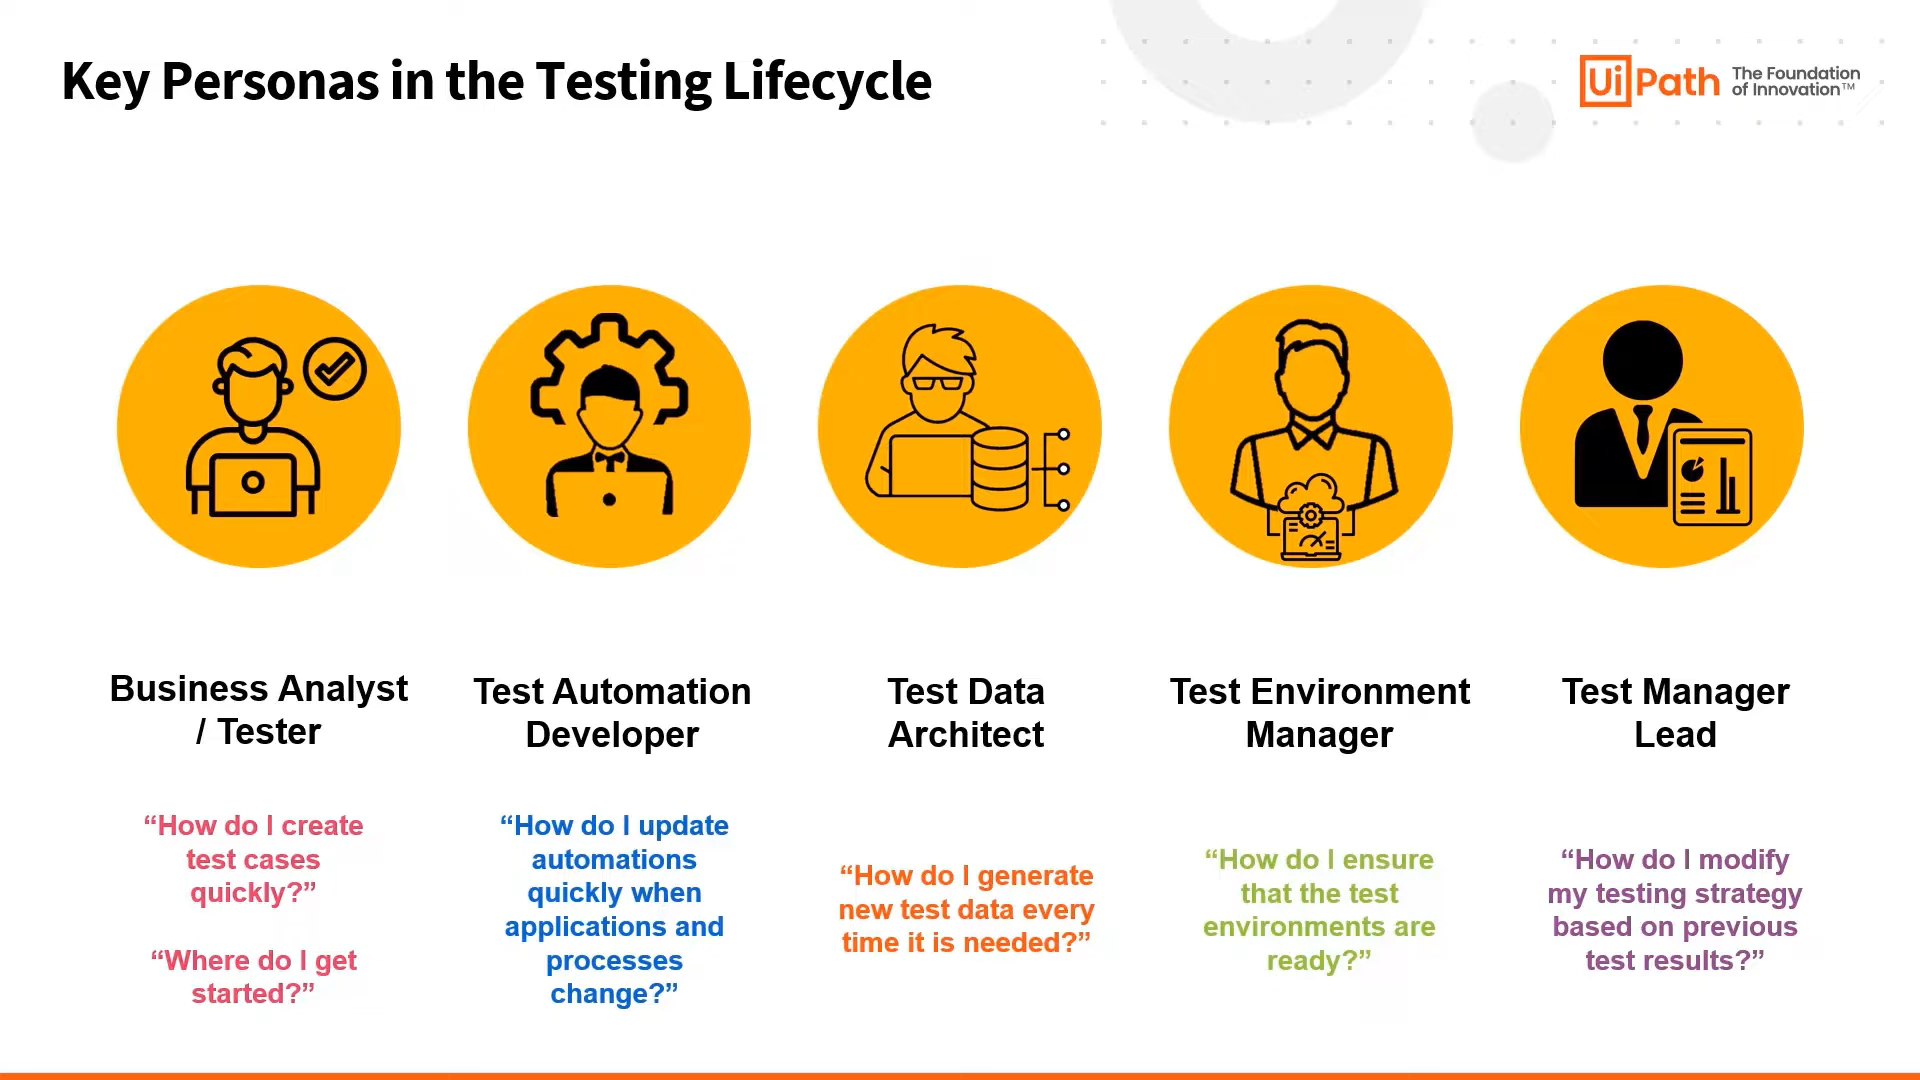 Key Personas in the Testing Lifecycle
UiPath
The Foundation
of Innovation™
Business Analyst
/ Tester
“How do I create
test cases
quickly?”
“Where do I get
started?”
Test Automation
Developer
“How do I update
automations
quickly when
applications and
processes
change?”
Test Data
Architect
“How do I generate
new test data every
time it is needed?”
Test Environment
Manager
“How do I ensure
that the test
environments are
ready?”
Test Manager
Lead
“How do I modify
my testing strategy
based on previous
test results?”